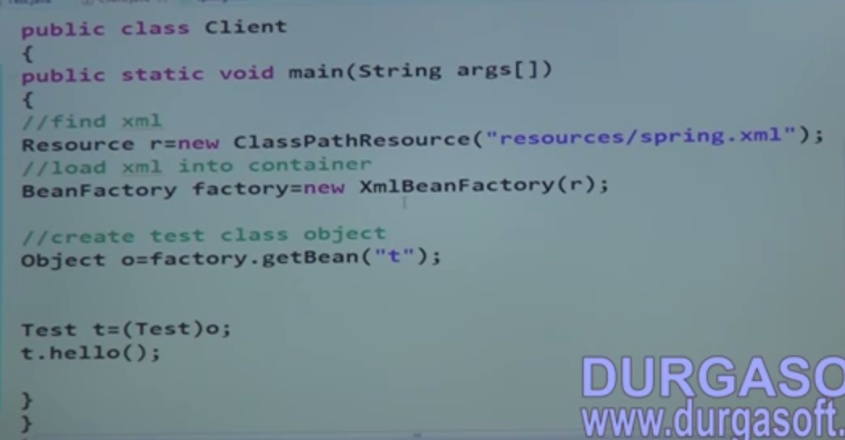 public class Client
{
public static void main(String args[])
{
//find xml
Resource r=new ClassPathResource("resources/spring.xml");
//load xml into container
BeanFactory factory=new XmlBeanFactory(r);
//create test class object
Object o=factory.getBean("t");
Test t=(Test)o;
t.hello();
}
}
DURGASO
www.durgasoft.